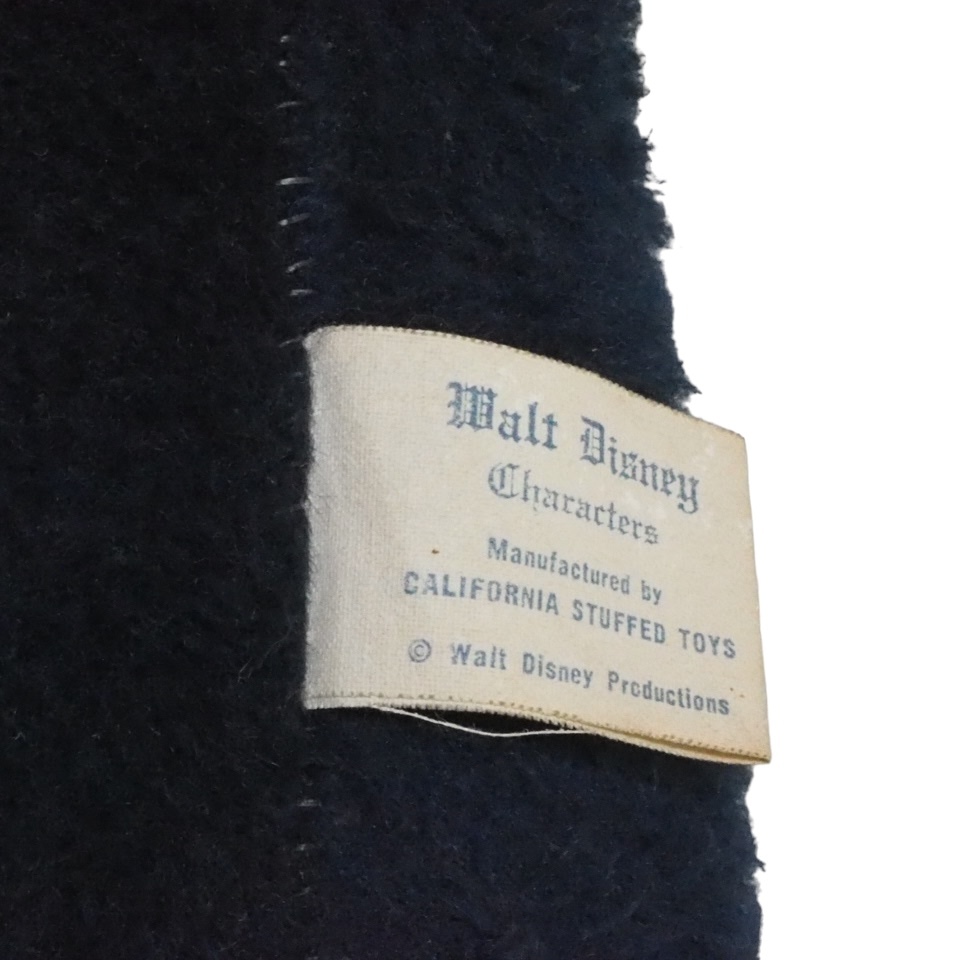 Walt Disney
Characters
Manufactured by
CALIFORNIA STUFFED TOYS
© Walt Disney Productions